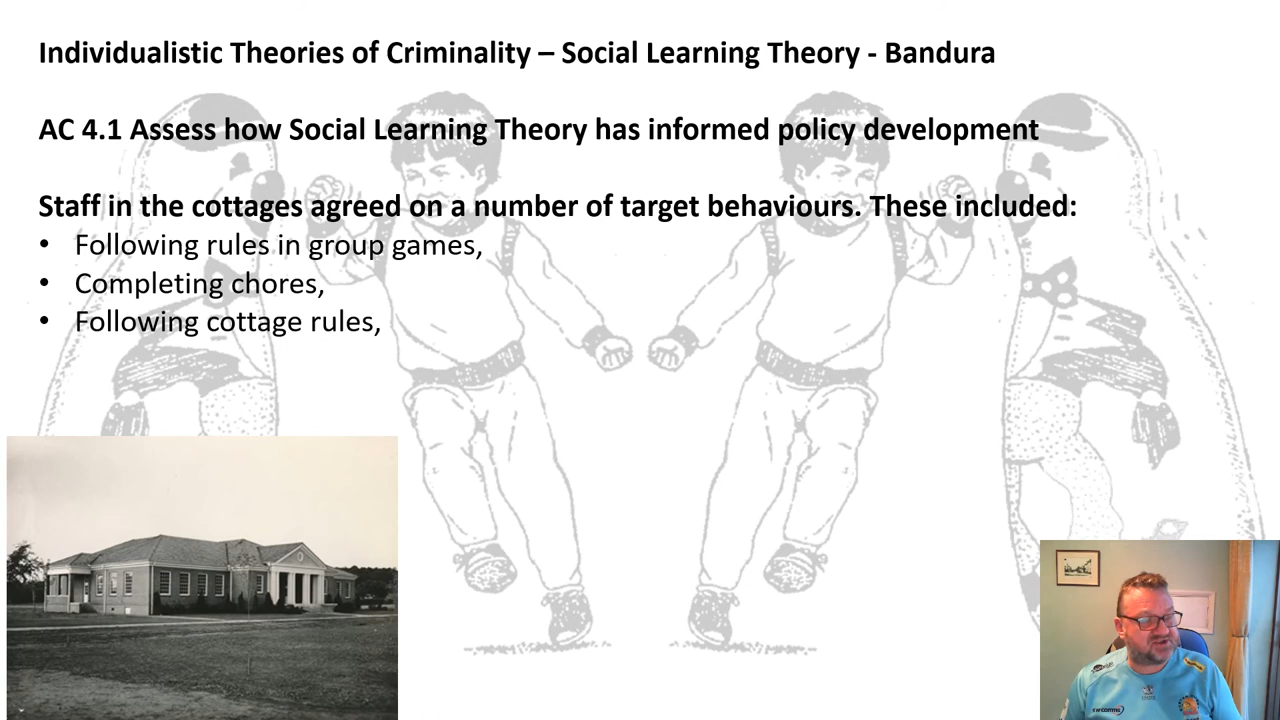 Individualistic Theories of Criminality – Social Learning Theory - Bandura
AC 4.1 Assess how Social Learning Theory has informed policy development
Staff in the cottages agreed on a number of target behaviours. These included:
• Following rules in group games,
• Completing chores,
• Following cottage rules,